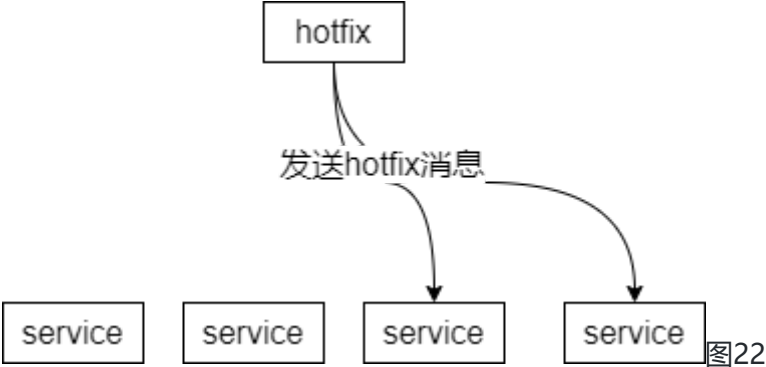 hotfix
发送hotfix消息
service
service
service
service
图22